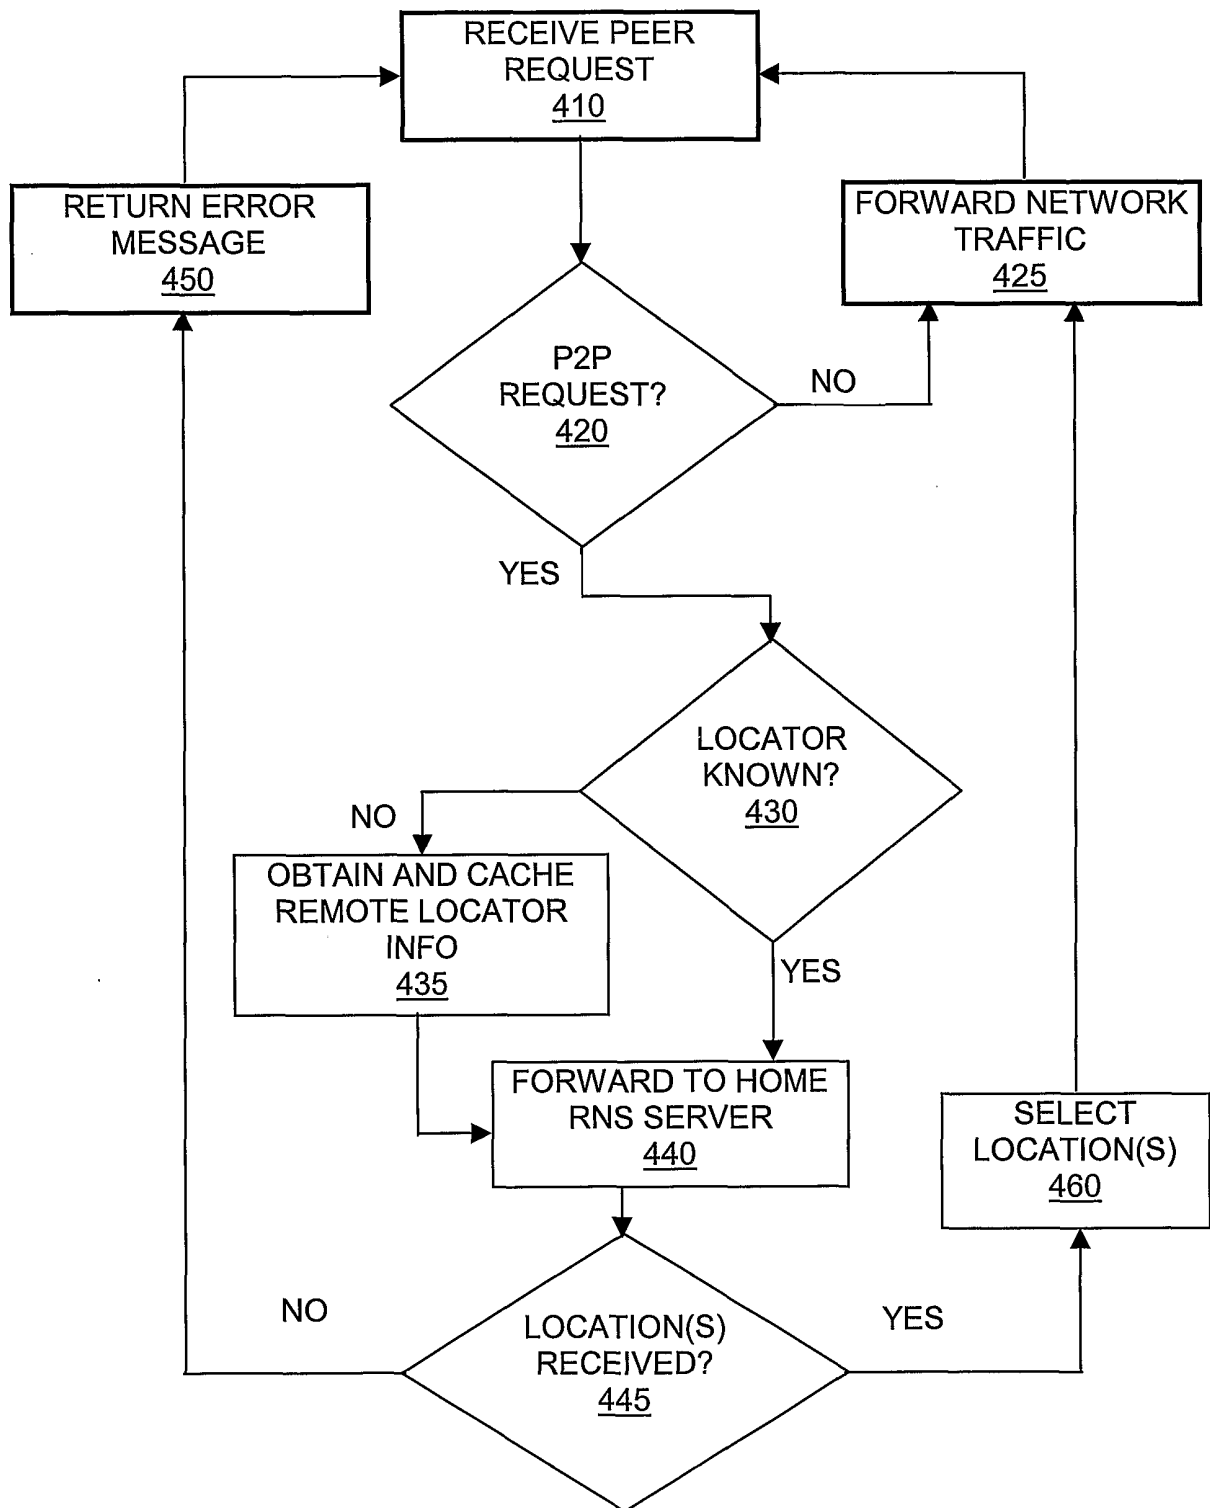 RECEIVE PEER
REQUEST
410
RETURN ERROR
MESSAGE
450
FORWARD NETWORK
TRAFFIC
425
P2P
REQUEST?
420
NO
YES
LOCATOR
KNOWN?
430
NO
OBTAIN AND CACHE
REMOTE LOCATOR
INFO
435
YES
FORWARD TO HOME
RNS SERVER
440
SELECT
LOCATION(S)
460
NO
LOCATION(S)
RECEIVED?
445
YES